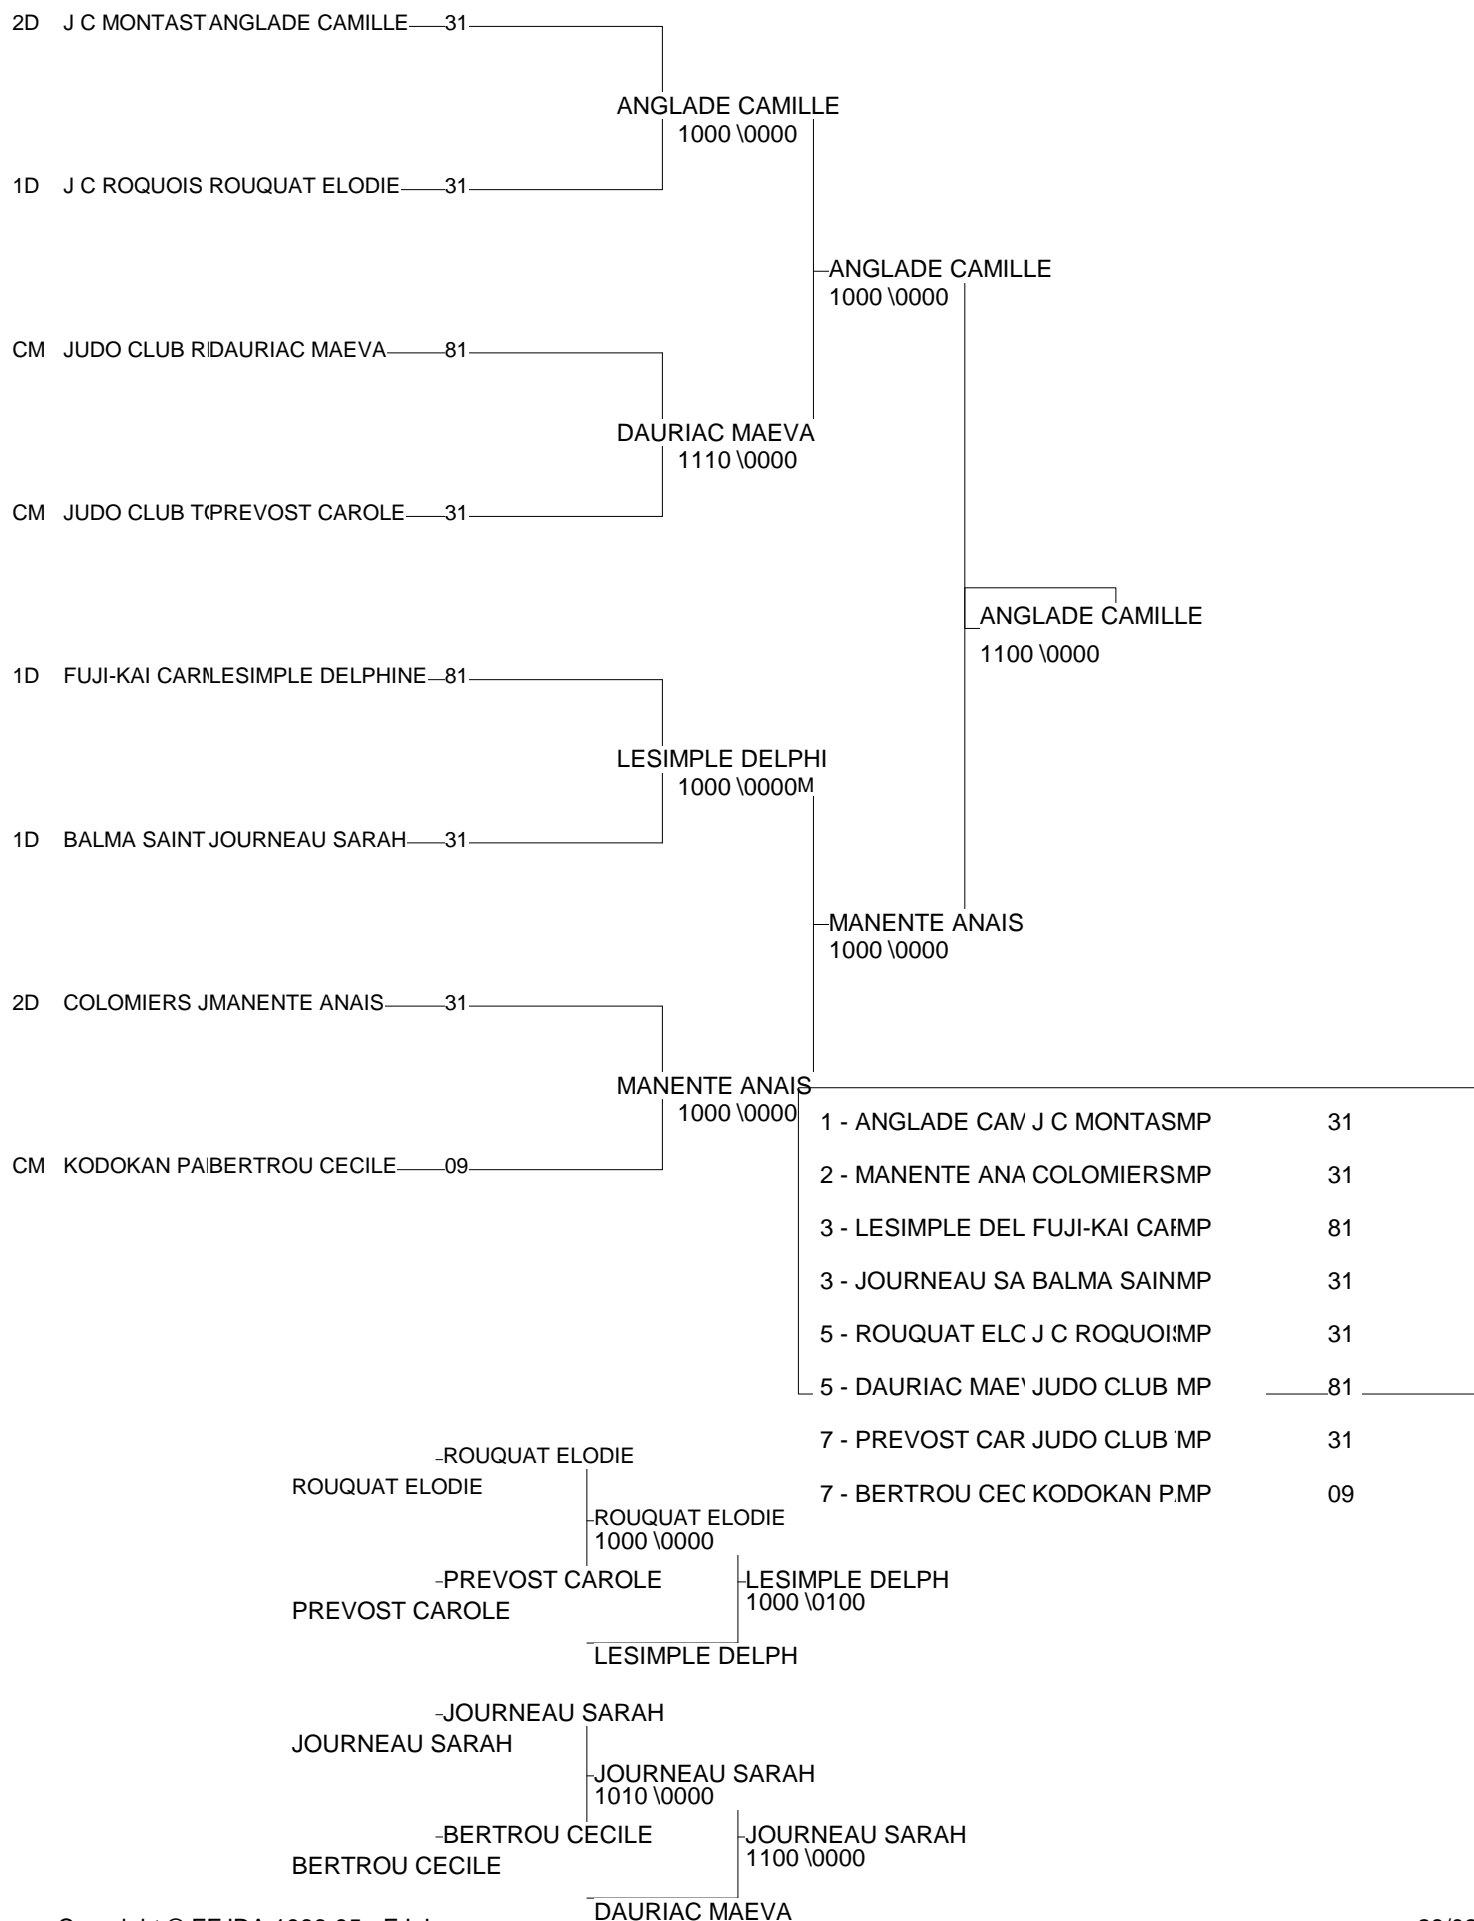 2D J C MONTAST ANGLADE CAMILLE 31
ANGLADE CAMILLE
1000 \0000
1D J C ROQUOIS ROUQUAT ELODIE 31
ANGLADE CAMILLE
1000 \0000
CM JUDO CLUB R DAURIAC MAEVA 81
DAURIAC MAEVA
1110 \0000
CM JUDO CLUB T PREVOST CAROLE 31
ANGLADE CAMILLE
1100 \0000
1D FUJI-KAI CARM LESIMPLE DELPHINE 81
LESIMPLE DELPHI
1000 \0000M
1D BALMA SAINT JOURNEAU SARAH 31
MANENTE ANAIS
1000 \0000
2D COLOMIERS J MANENTE ANAIS 31
MANENTE ANAIS
1000 \0000
CM KODOKAN PA BERTROU CECILE 09
1 - ANGLADE CAM J C MONTAS MP 31
2 - MANENTE ANA COLOMIERS MP 31
3 - LESIMPLE DEL FUJI-KAI CAR MP 81
3 - JOURNEAU SA BALMA SAIN MP 31
5 - ROUQUAT ELO J C ROQUOIS MP 31
5 - DAURIAC MAE JUDO CLUB MP 81
7 - PREVOST CAR JUDO CLUB MP 31
7 - BERTROU CEC KODOKAN P MP 09
ROUQUAT ELODIE
ROUQUAT ELODIE
ROUQUAT ELODIE
1000 \0000
PREVOST CAROLE
PREVOST CAROLE
LESIMPLE DELPH
1000 \0100
LESIMPLE DELPH
JOURNEAU SARAH
JOURNEAU SARAH
JOURNEAU SARAH
1010 \0000
BERTROU CECILE
BERTROU CECILE
JOURNEAU SARAH
1100 \0000
DAURIAC MAEVA